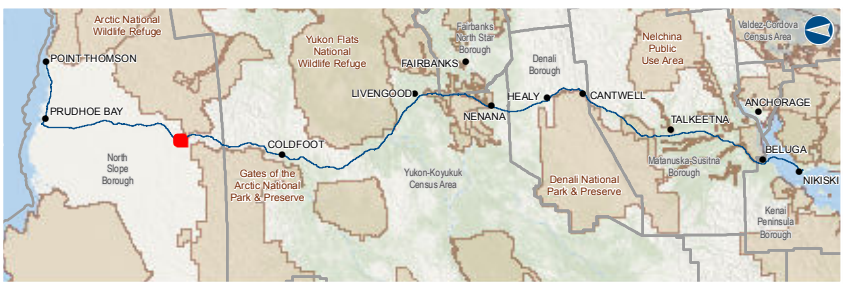 Arctic National
Wildlife Refuge
POINT THOMSON
PRUDHOE BAY
North
Slope
Borough
COLDFOOT
Gates of the
Arctic National
Park & Preserve
Yukon Flats
National
Wildlife Refuge
LIVENGOOD
FAIRBANKS
Fairbanks
North Star
Borough
NENANA
Yukon-Koyukuk
Census Area
Denali
Borough
HEALY
CANTWELL
Denali National
Park & Preserve
Nelchina
Public
Use Area
TALKEETNA
Matanuska-Susitna
Borough
Valdez-Cordova
Census Area
ANCHORAGE
BELUGA
NIKISKI
Kenai
Peninsula
Borough